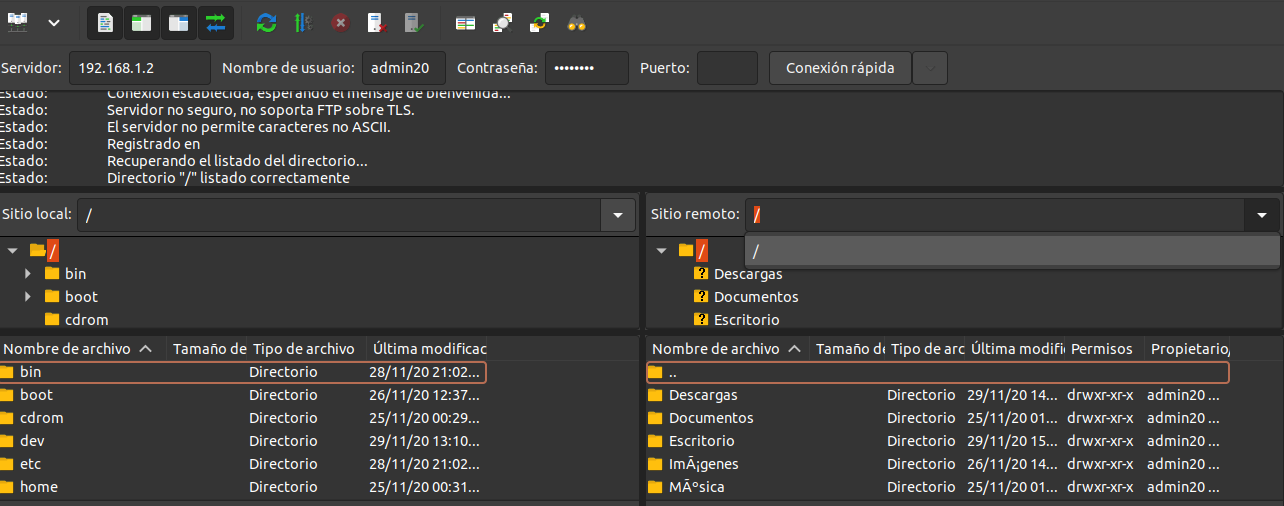 Servidor: 192.168.1.2 Nombre de usuario: admin20 Contraseña: •••••••• Puerto: Conexión rápida
Estado: Conexión establecida, esperando el mensaje de bienvenida...
Estado: Servidor no seguro, no soporta FTP sobre TLS.
Estado: El servidor no permite caracteres no ASCII.
Estado: Registrado en
Estado: Recuperando el listado del directorio...
Estado: Directorio "/" listado correctamente
Sitio local: /
Sitio remoto: /
/
/
bin
boot
cdrom
/
Descargas
Documentos
Escritorio
Nombre de archivo Tamaño de Tipo de archivo Última modificac
bin Directorio 28/11/20 21:02...
boot Directorio 26/11/20 12:37...
cdrom Directorio 25/11/20 00:29...
dev Directorio 29/11/20 13:10...
etc Directorio 28/11/20 21:02...
home Directorio 25/11/20 00:31...
Nombre de archivo Tamaño de Tipo de arc Última modifi Permisos Propietario/
..
Descargas Directorio 29/11/20 14... drwxr-xr-x admin20 ...
Documentos Directorio 25/11/20 01... drwxr-xr-x admin20 ...
Escritorio Directorio 29/11/20 15... drwxr-xr-x admin20 ...
ImÃ¡genes Directorio 26/11/20 14... drwxr-xr-x admin20 ...
MÃºsica Directorio 25/11/20 01... drwxr-xr-x admin20 ...